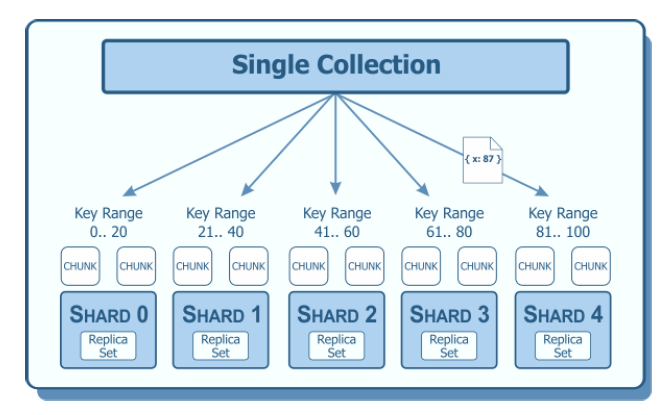 Single Collection
{ x: 87 }
Key Range
0.. 20
Key Range
21.. 40
Key Range
41.. 60
Key Range
61.. 80
Key Range
81.. 100
CHUNK CHUNK CHUNK CHUNK CHUNK CHUNK CHUNK CHUNK CHUNK CHUNK
SHARD 0
Replica
Set
SHARD 1
Replica
Set
SHARD 2
Replica
Set
SHARD 3
Replica
Set
SHARD 4
Replica
Set